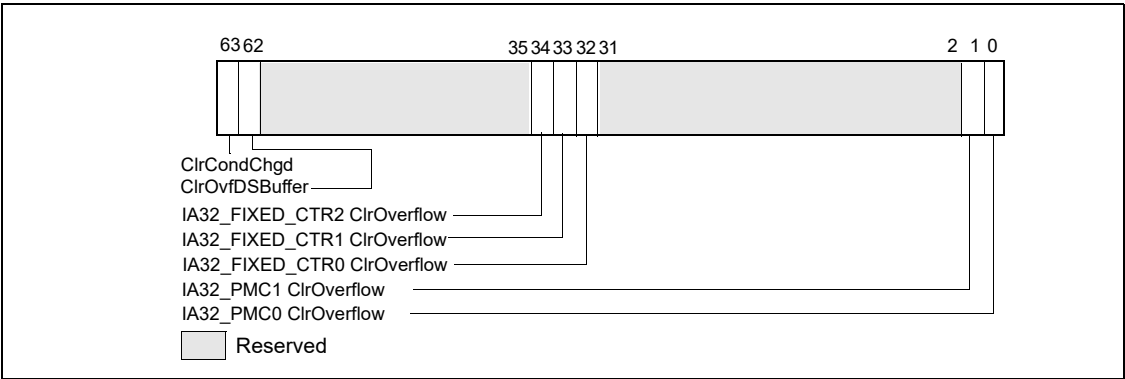 63 62 35 34 33 32 31 2 1 0
ClrCondChgd
ClrOvfDSBuffer
IA32_FIXED_CTR2 ClrOverflow
IA32_FIXED_CTR1 ClrOverflow
IA32_FIXED_CTR0 ClrOverflow
IA32_PMC1 ClrOverflow
IA32_PMC0 ClrOverflow
Reserved